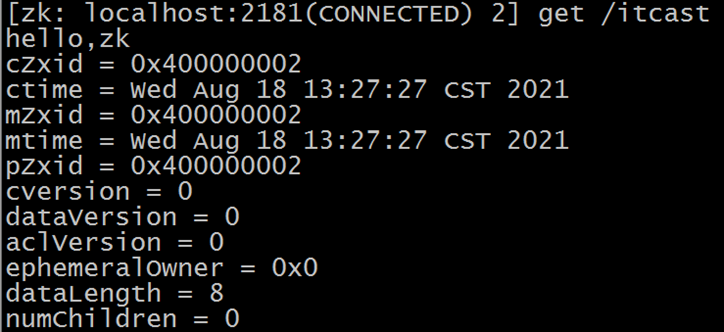 [zk: localhost:2181(CONNECTED) 2] get /itcast
hello,zk
cZxid = 0x400000002
ctime = Wed Aug 18 13:27:27 CST 2021
mZxid = 0x400000002
mtime = Wed Aug 18 13:27:27 CST 2021
pZxid = 0x400000002
cversion = 0
dataVersion = 0
aclVersion = 0
ephemeralOwner = 0x0
dataLength = 8
numChildren = 0